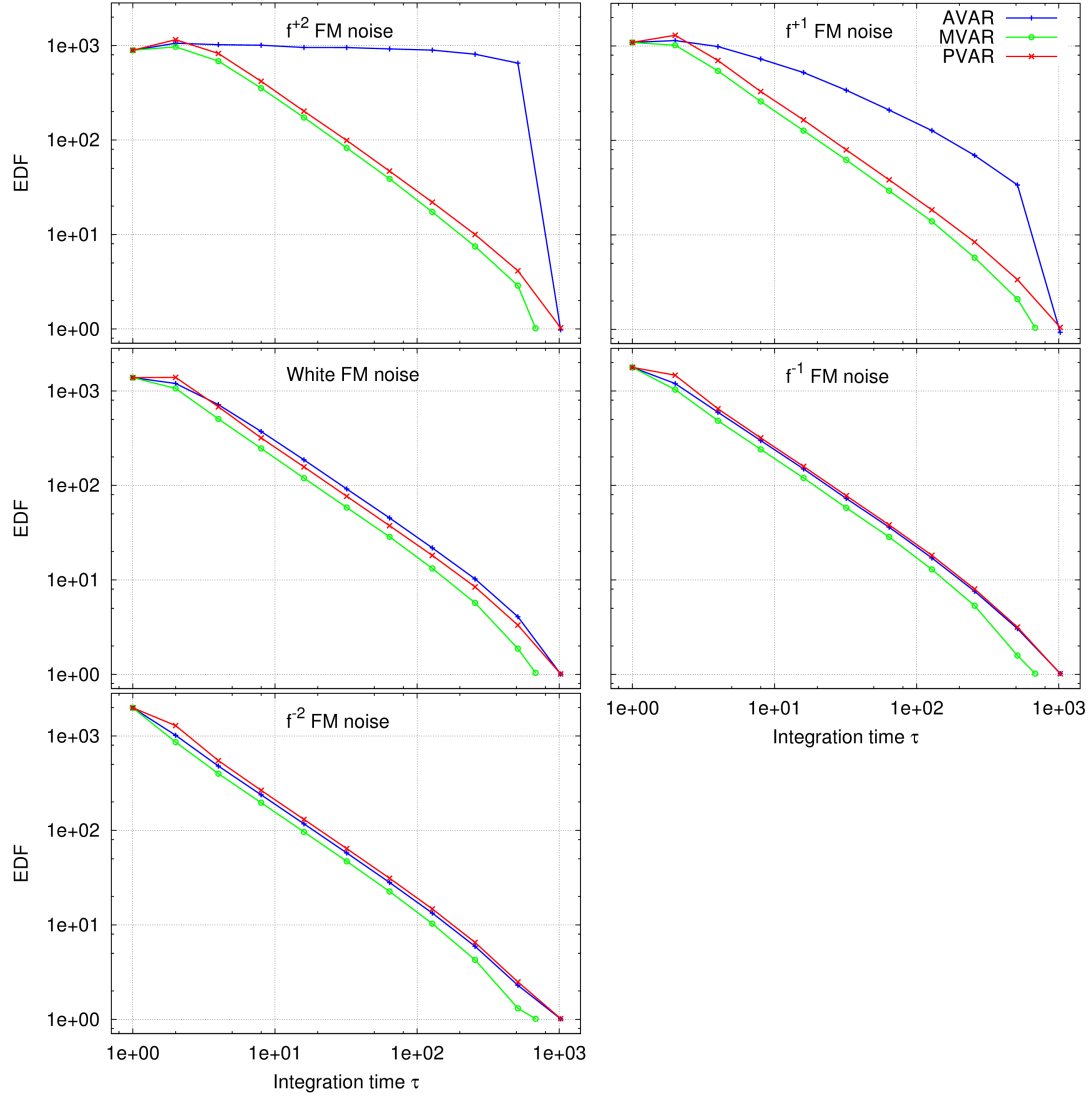 f+2 FM noise
1e+03
1e+02
1e+01
1e+00
EDF
f+1 FM noise
AVAR
MVAR
PVAR
White FM noise
1e+03
1e+02
1e+01
1e+00
EDF
f-1 FM noise
1e+00 1e+01 1e+02 1e+03
Integration time τ
f-2 FM noise
1e+03
1e+02
1e+01
1e+00
EDF
1e+00 1e+01 1e+02 1e+03
Integration time τ